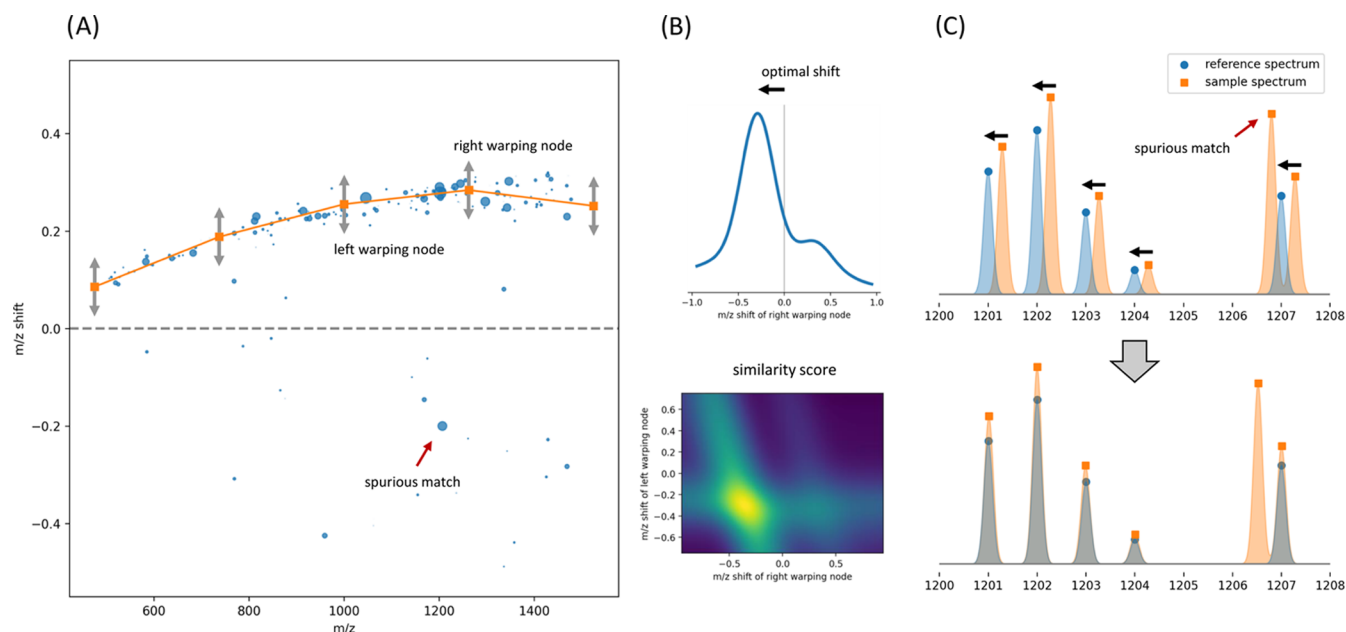 (A)
0.4
0.2
0.0
−0.2
−0.4
m/z shift
600
800
1000
1200
1400
m/z
right warping node
left warping node
spurious match
(B)
optimal shift
−1.0
−0.5
0.0
0.5
1.0
m/z shift of right warping node
similarity score
0.6
0.4
0.2
0.0
−0.2
−0.4
−0.6
m/z shift of left warping node
−0.5
0.0
0.5
m/z shift of right warping node
(C)
reference spectrum
sample spectrum
spurious match
1200
1201
1202
1203
1204
1205
1206
1207
1208
1200
1201
1202
1203
1204
1205
1206
1207
1208